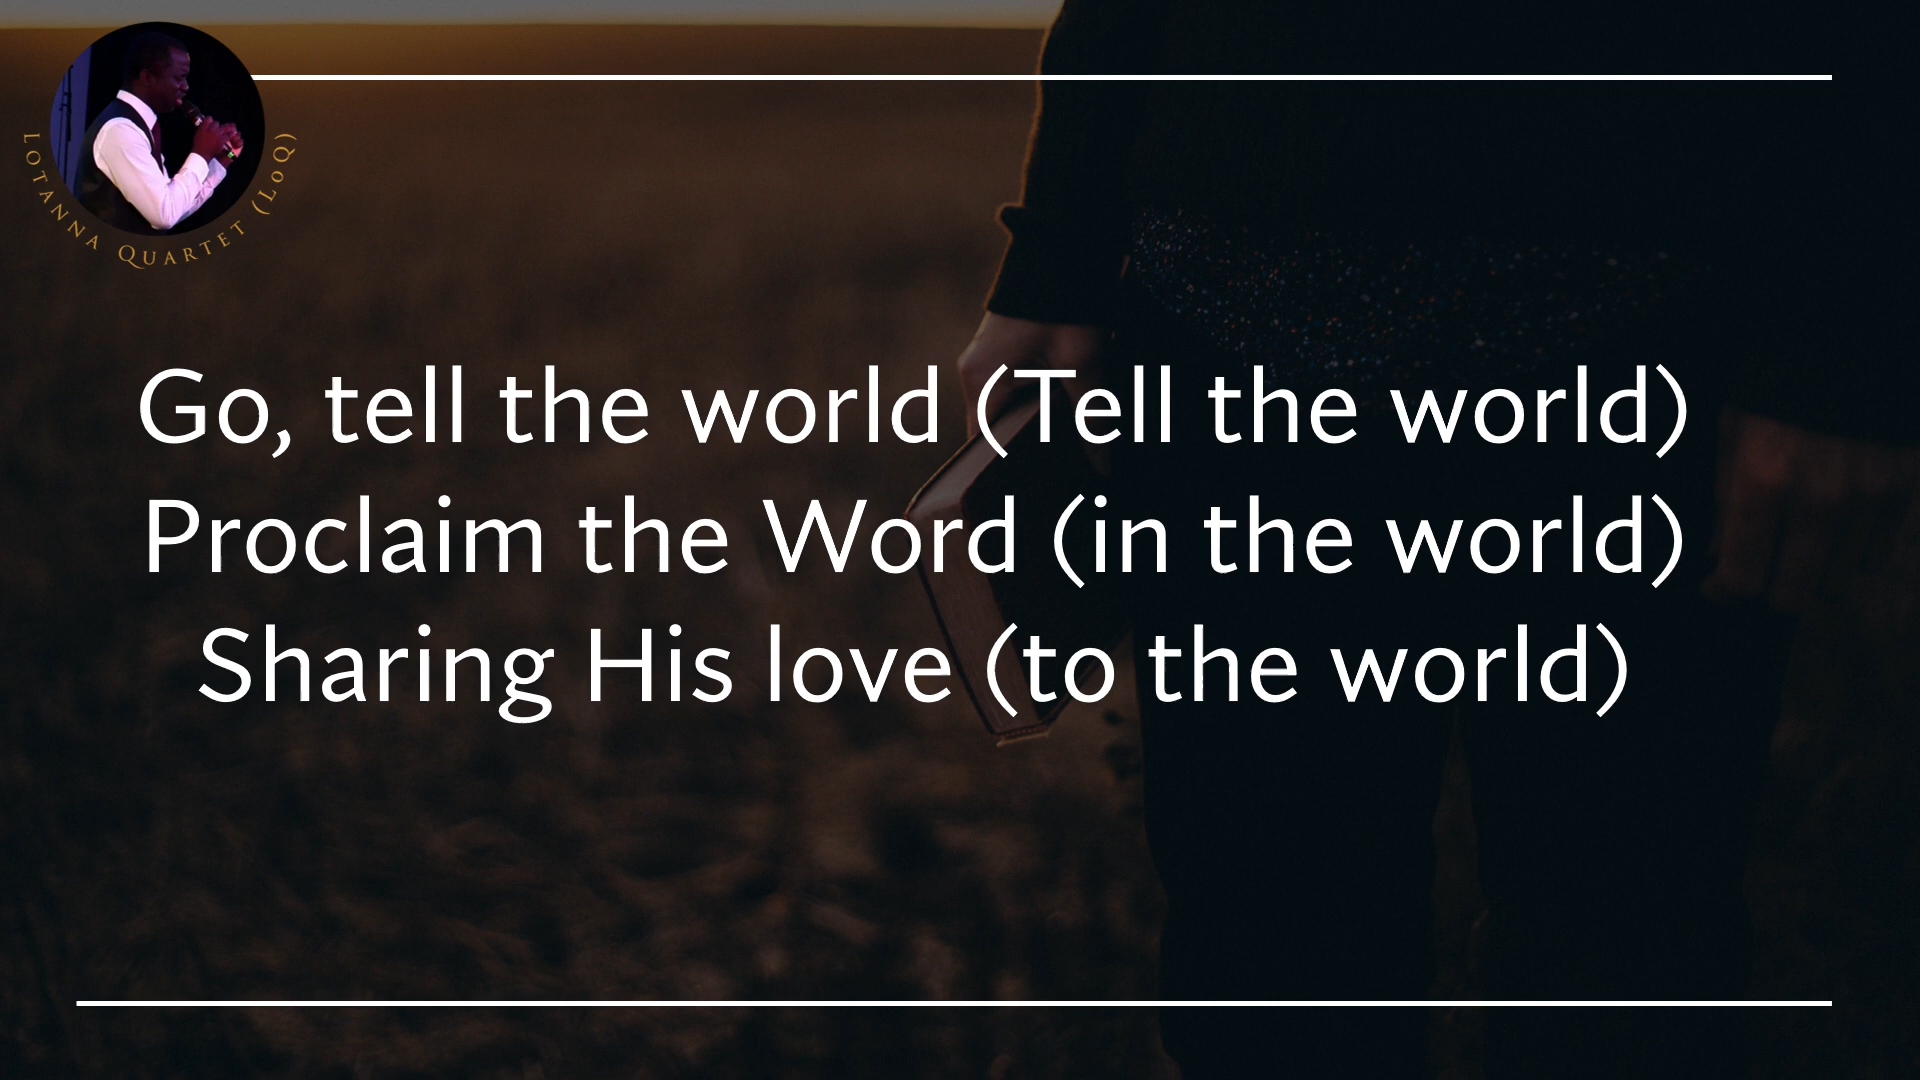 LOTANNA QUARTET (LOQ)
Go, tell the world (Tell the world)
Proclaim the Word (in the world)
Sharing His love (to the world)